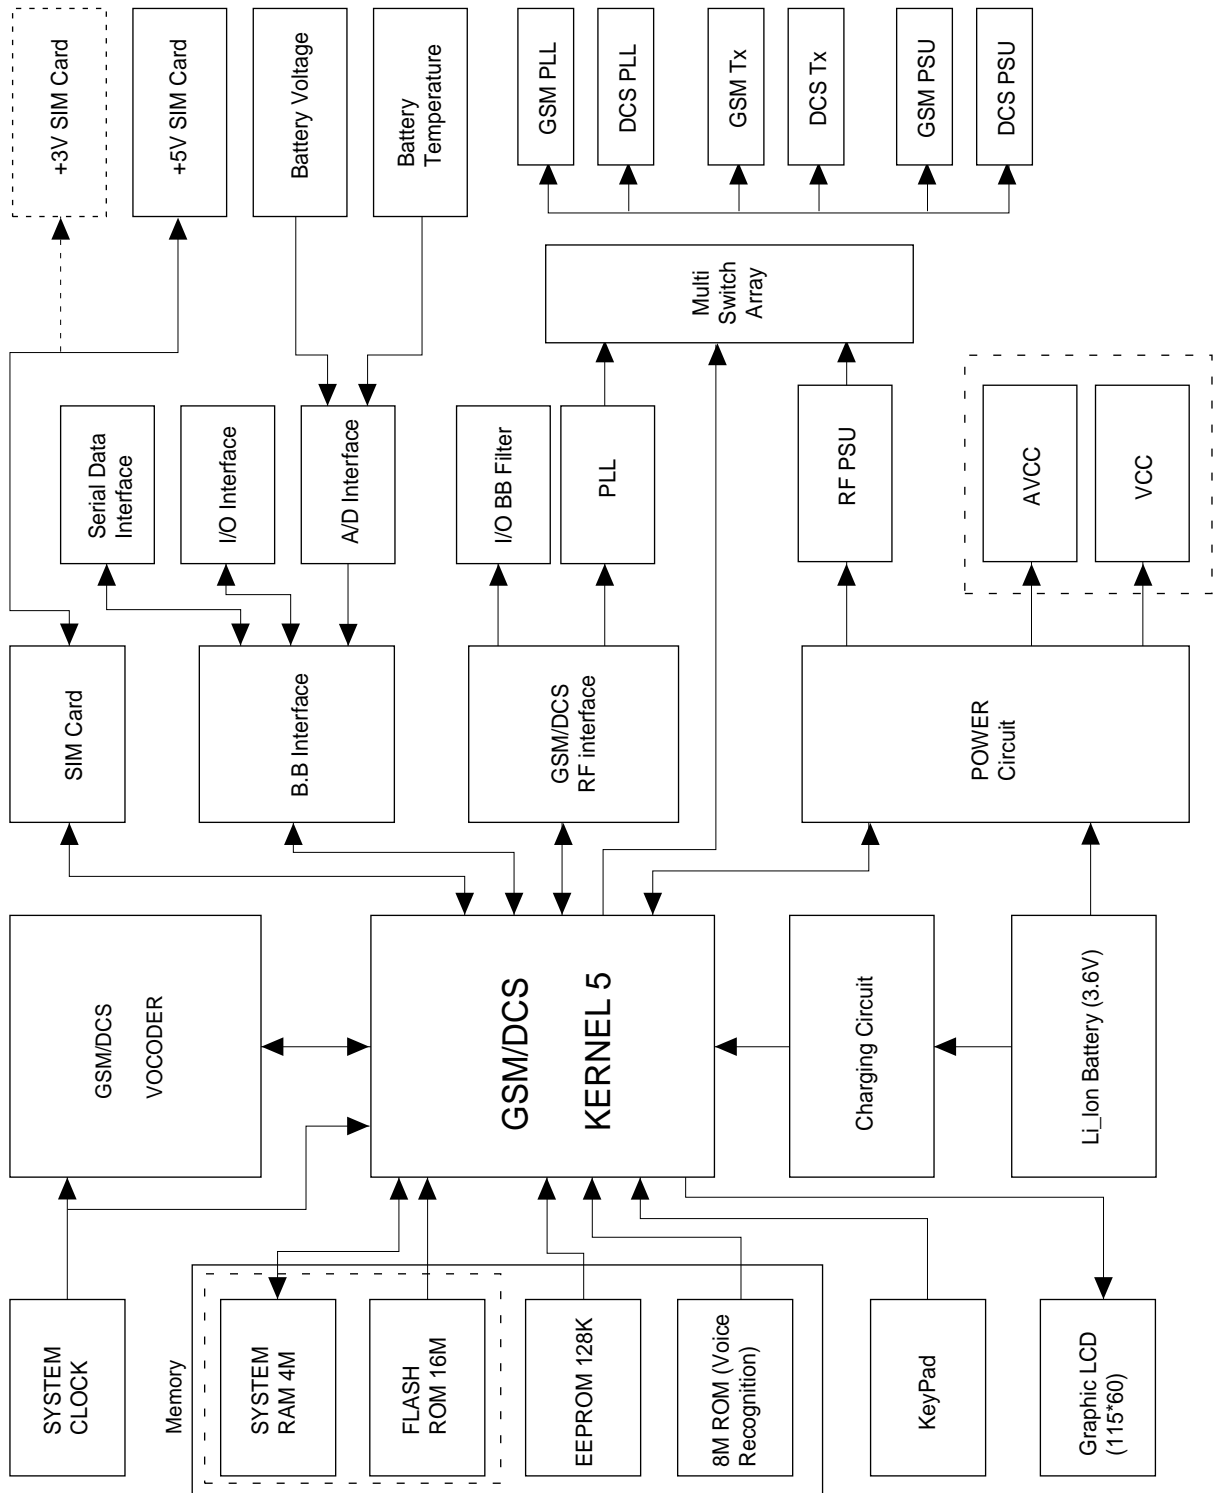 SYSTEM
CLOCK
Memory
SYSTEM
RAM 4M
FLASH
ROM 16M
EEPROM 128K
8M ROM (Voice
Recognition)
KeyPad
Graphic LCD
(115*60)
GSM/DCS
VOCODER
GSM/DCS
KERNEL 5
Charging Circuit
Li_Ion Battery (3.6V)
SIM Card
B.B Interface
GSM/DCS
RF interface
POWER
Circuit
Serial Data
Interface
I/O Interface
A/D Interface
I/O BB Filter
PLL
RF PSU
AVCC
VCC
Multi
Switch
Array
+3V SIM Card
+5V SIM Card
Battery Voltage
Battery
Temperature
GSM PLL
DCS PLL
GSM Tx
DCS Tx
GSM PSU
DCS PSU